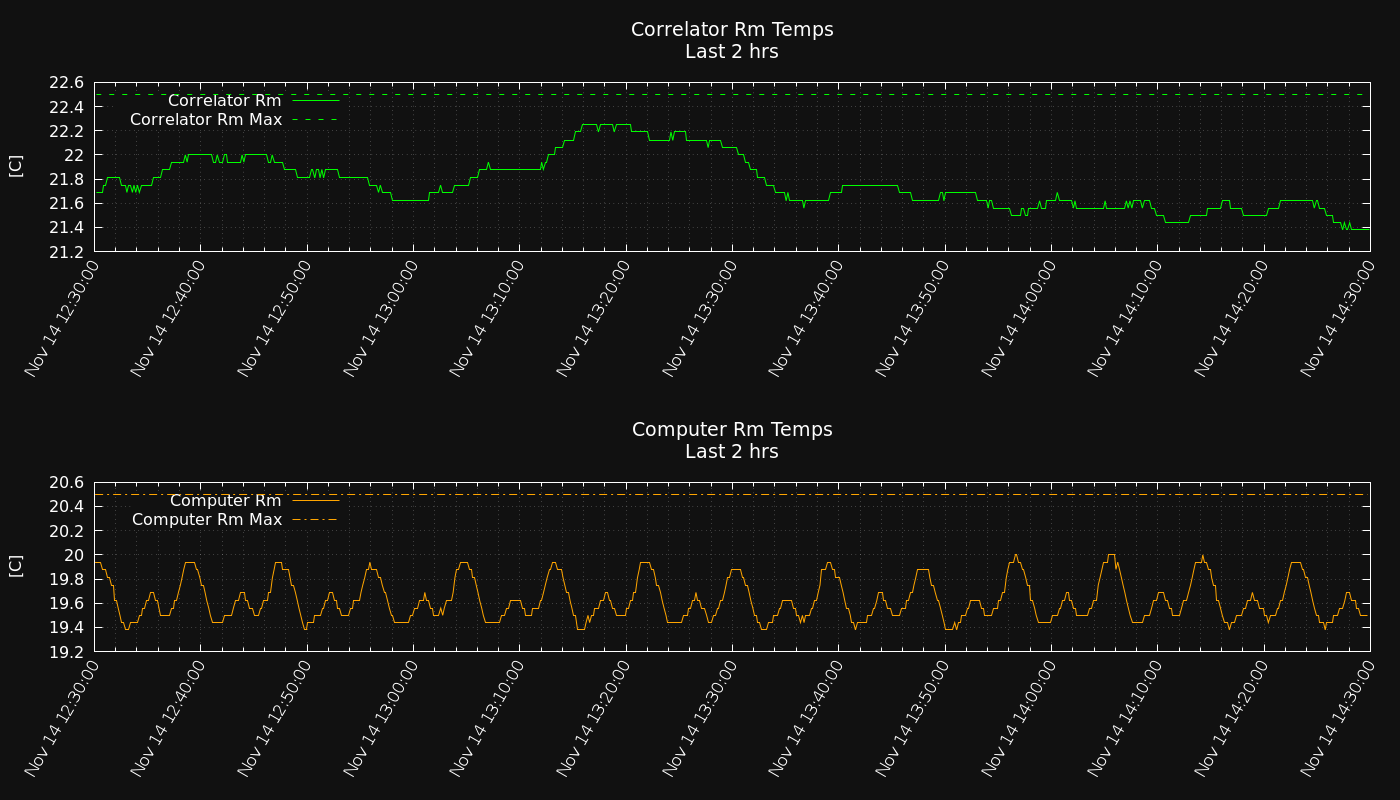 Correlator Rm Temps
Last 2 hrs
[C]
22.6
22.4
22.2
22
21.8
21.6
21.4
21.2
Correlator Rm
Correlator Rm Max
Nov 14 12:30:00
Nov 14 12:40:00
Nov 14 12:50:00
Nov 14 13:00:00
Nov 14 13:10:00
Nov 14 13:20:00
Nov 14 13:30:00
Nov 14 13:40:00
Nov 14 13:50:00
Nov 14 14:00:00
Nov 14 14:10:00
Nov 14 14:20:00
Nov 14 14:30:00
Computer Rm Temps
Last 2 hrs
[C]
20.6
20.4
20.2
20
19.8
19.6
19.4
19.2
Computer Rm
Computer Rm Max
Nov 14 12:30:00
Nov 14 12:40:00
Nov 14 12:50:00
Nov 14 13:00:00
Nov 14 13:10:00
Nov 14 13:20:00
Nov 14 13:30:00
Nov 14 13:40:00
Nov 14 13:50:00
Nov 14 14:00:00
Nov 14 14:10:00
Nov 14 14:20:00
Nov 14 14:30:00